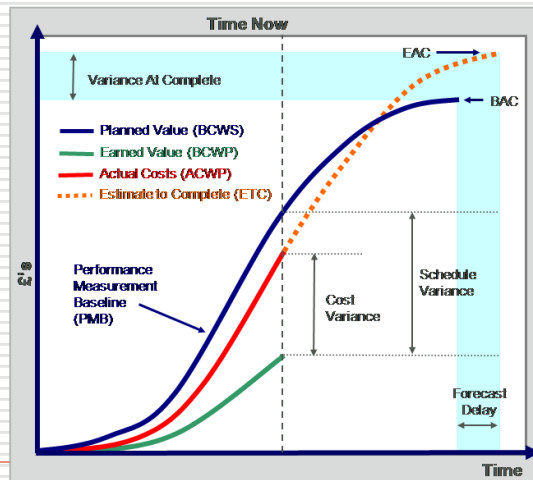 Time Now
EAC
Variance At Complete
BAC
Planned Value (BCWS)
Earned Value (BCWP)
Actual Costs (ACWP)
Estimate to Complete (ETC)
£'s
Performance
Measurement
Baseline
(PMB)
Schedule
Variance
Cost
Variance
Forecast
Delay
Time